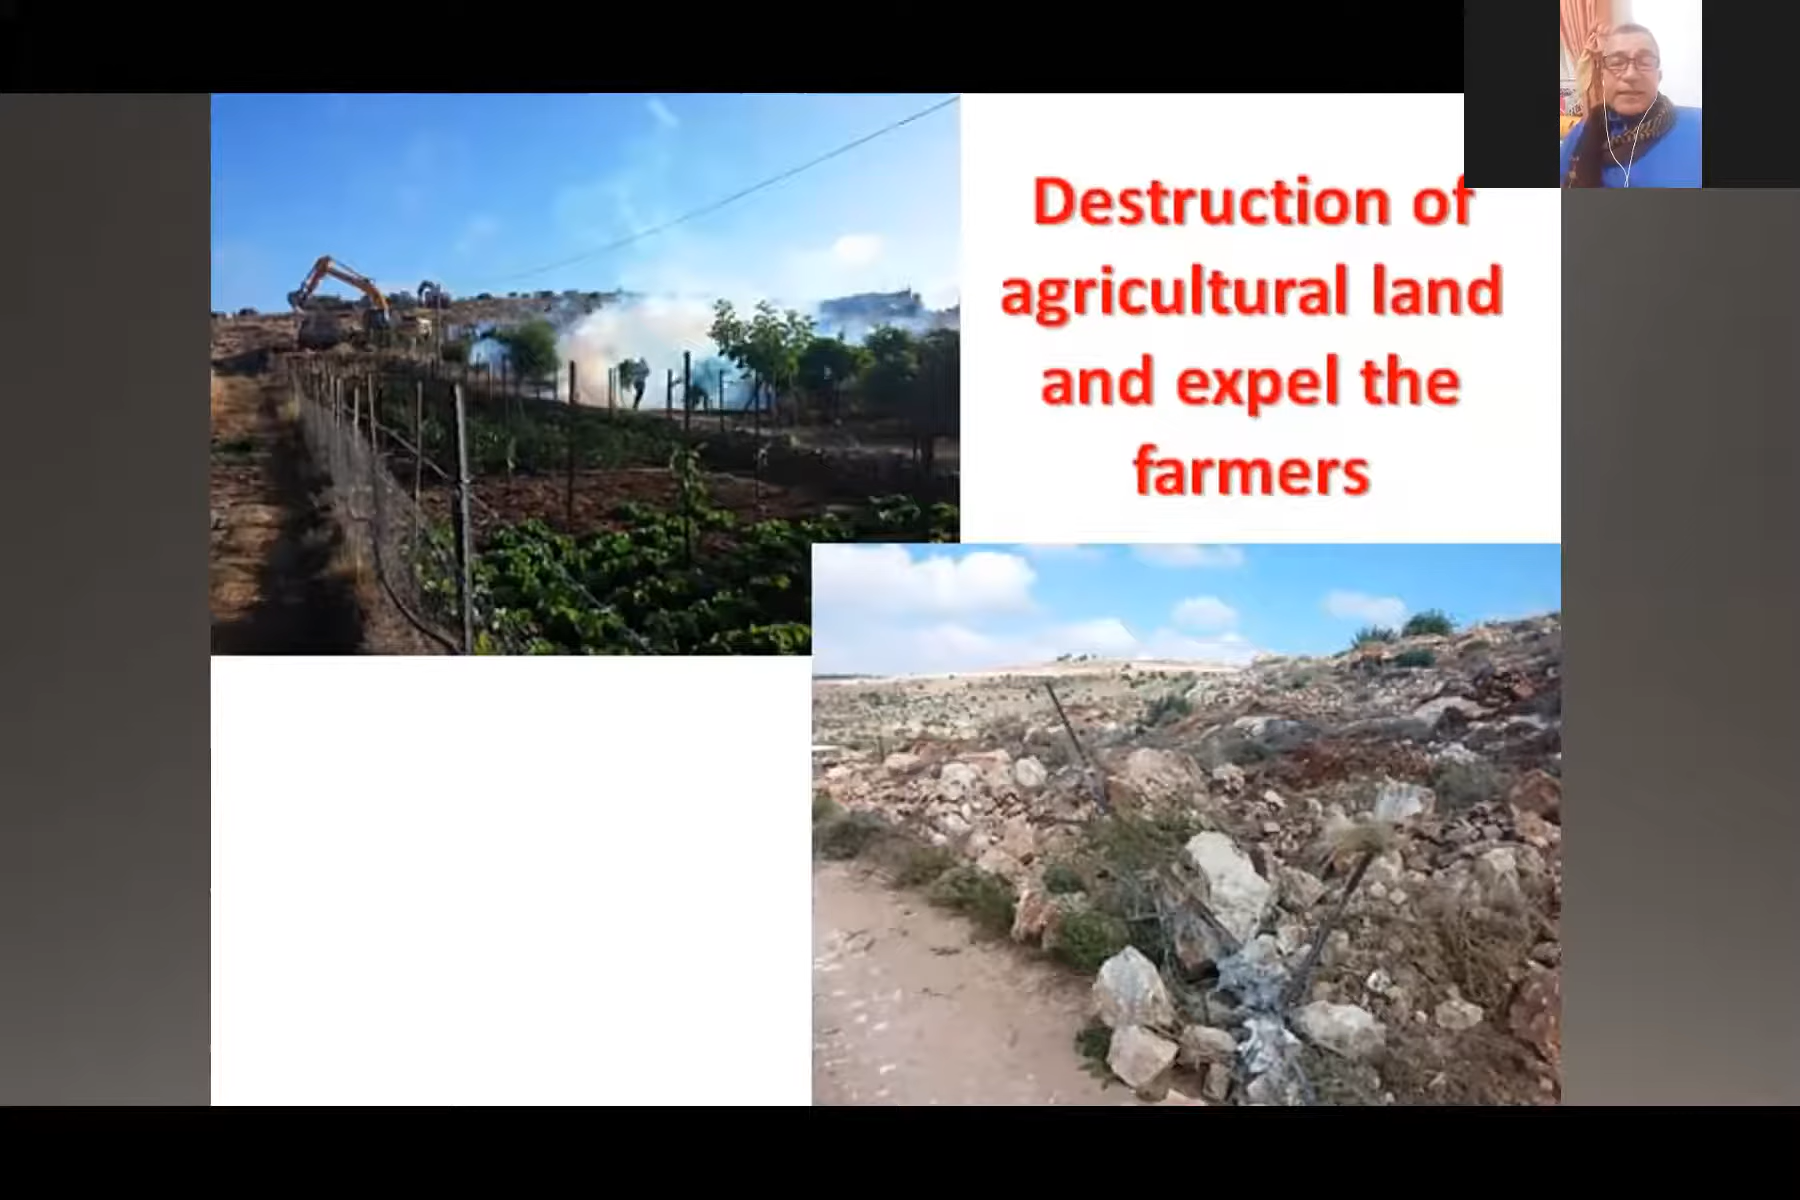 Destruction of
agricultural land
and expel the
farmers